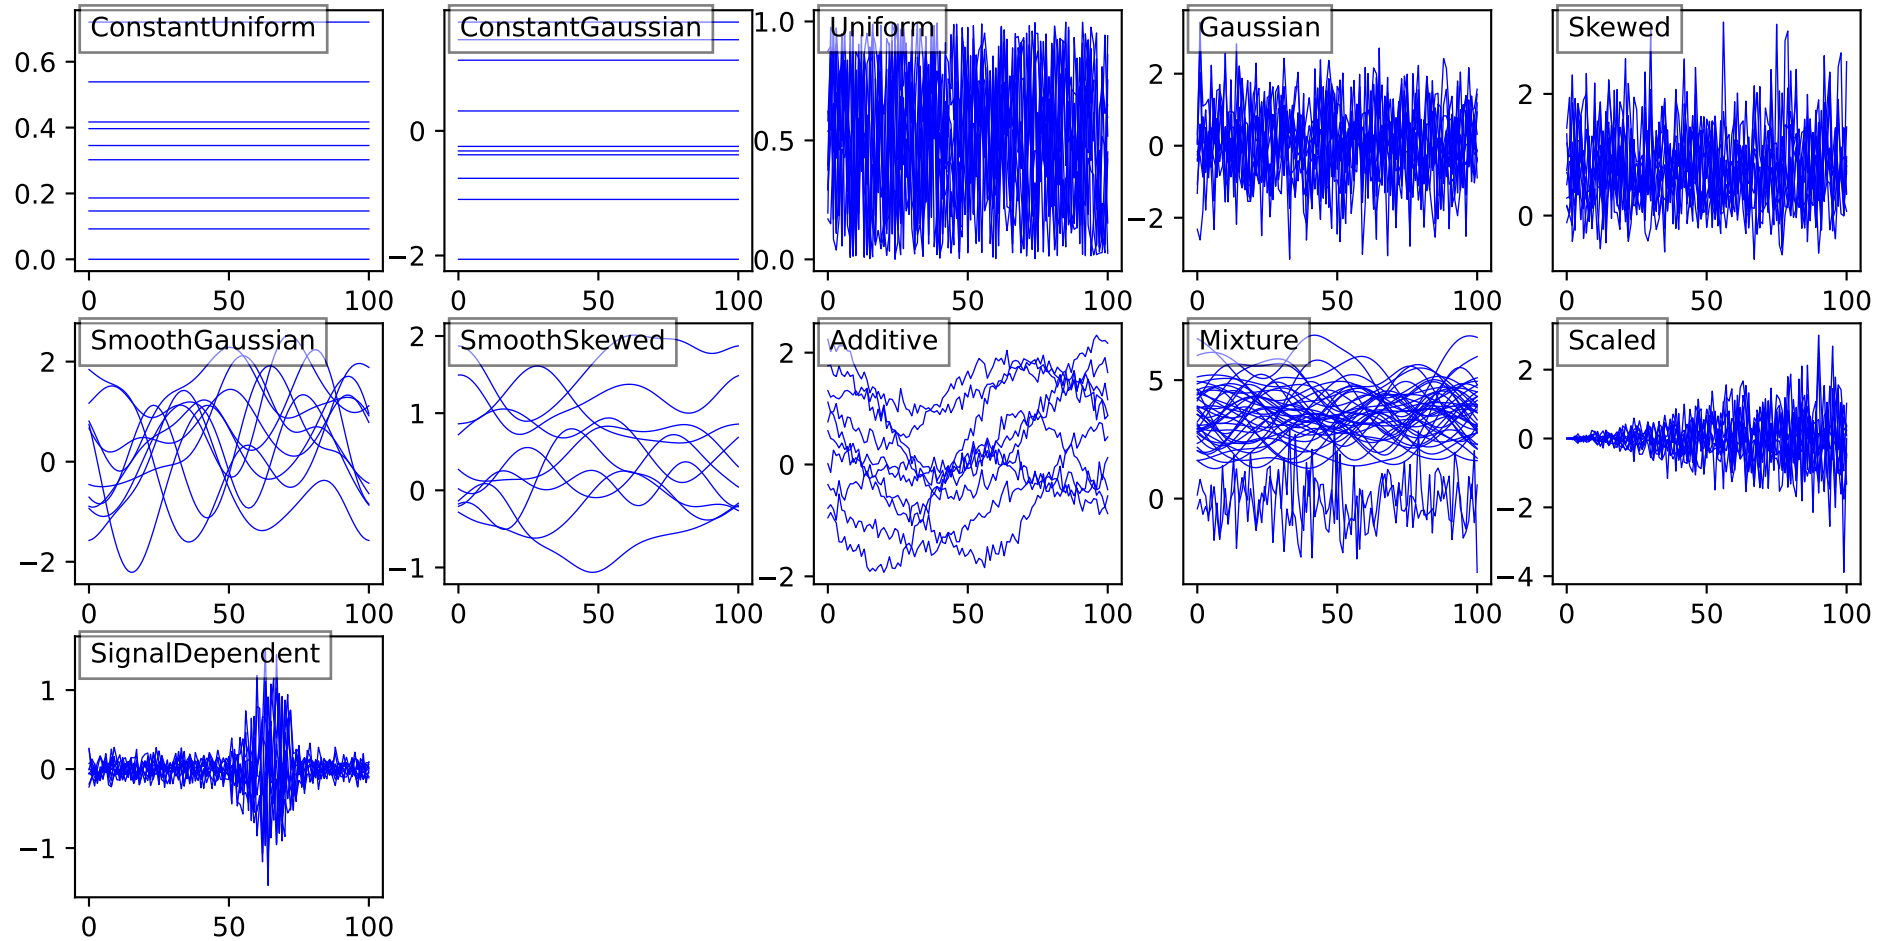 ConstantUniform
0.6
0.4
0.2
0.0
0 50 100
ConstantGaussian
0
−2
0 50 100
Uniform
1.0
0.5
0.0
0 50 100
Gaussian
2
0
−2
0 50 100
Skewed
2
0
0 50 100
SmoothGaussian
2
0
−2
0 50 100
SmoothSkewed
2
1
0
−1
0 50 100
Additive
2
0
−2
0 50 100
Mixture
5
0
0 50 100
Scaled
2
0
−2
−4
0 50 100
SignalDependent
1
0
−1
0 50 100